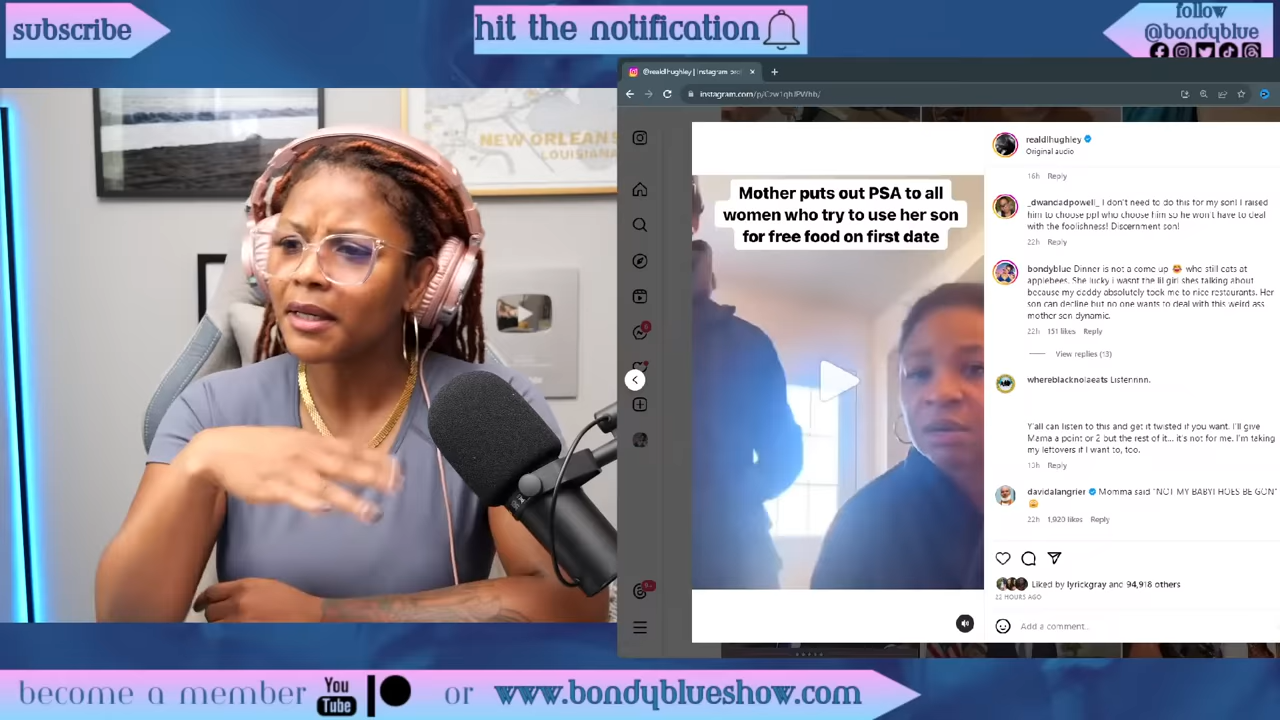 subscribe
hit the notification
follow
@bondyblue
NEW ORLEANS
LOUISIANA
@realdlhughley | Instagram
instagram.com/p/
realdlhughley
Original audio
16h Reply
Mother puts out PSA to all
women who try to use her son
for free food on first date
I don't need to do this for my son! I raised
him to choose ppl who choose him so he won't have to deal
with the foolishness! Discernment son!
22h Reply
bondyblue Dinner is not a come up 🤣 who still eats at
applebees. She lucky I wasnt the lil girl shes talking about
because my daddy absolutely took me to nice restaurants. Her
son can decline but no one wants to deal with this weird ass
mother son dynamic.
22h 151 likes Reply
View replies (13)
whereblacknolaeats Listennnn.
Y'all can listen to this and get it twisted if you want. I'll give
Mama a point or 2 but the rest of it... it's not for me. I'm taking
my leftovers if I want to, too.
13h Reply
davidalangrier Momma said "NOT MY BABY! HOES BE GON"
22h 1,920 likes Reply
Liked by lyrickgray and 94,918 others
22 HOURS AGO
Add a comment...
become a member You Tube or www.bondyblueshow.com